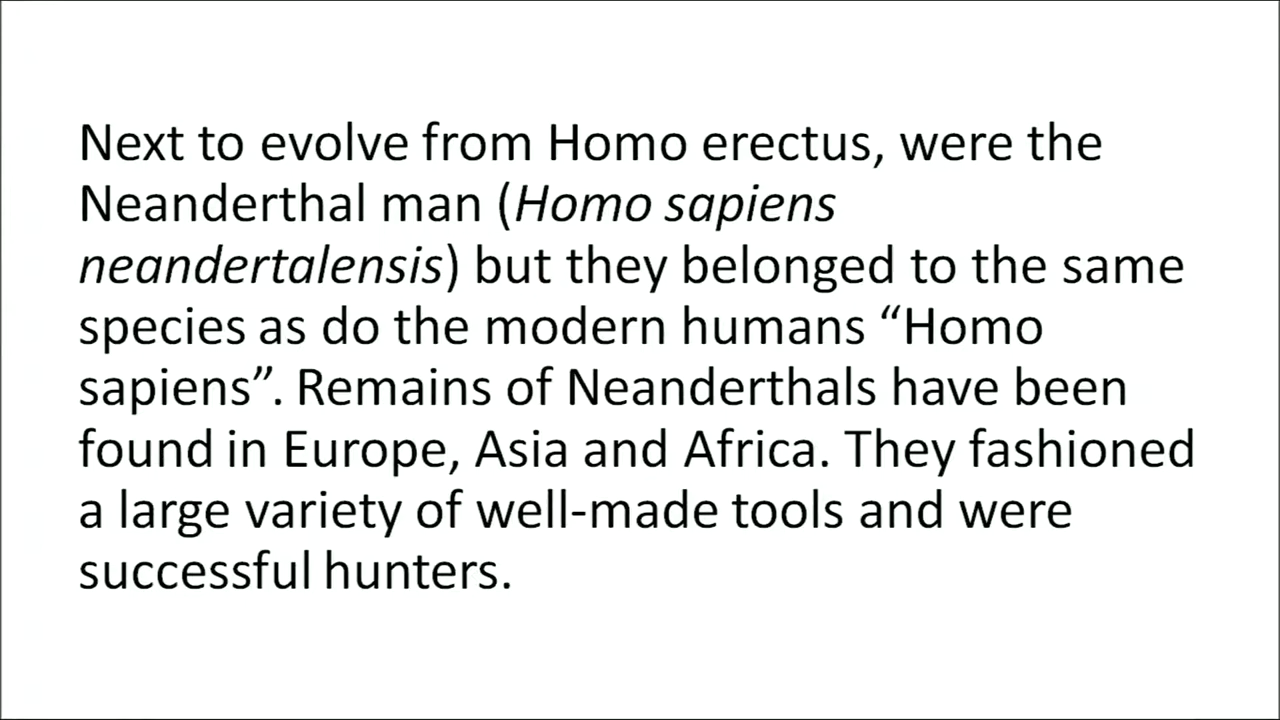 Next to evolve from Homo erectus, were the
Neanderthal man (Homo sapiens
neandertalensis) but they belonged to the same
species as do the modern humans “Homo
sapiens”. Remains of Neanderthals have been
found in Europe, Asia and Africa. They fashioned
a large variety of well-made tools and were
successful hunters.